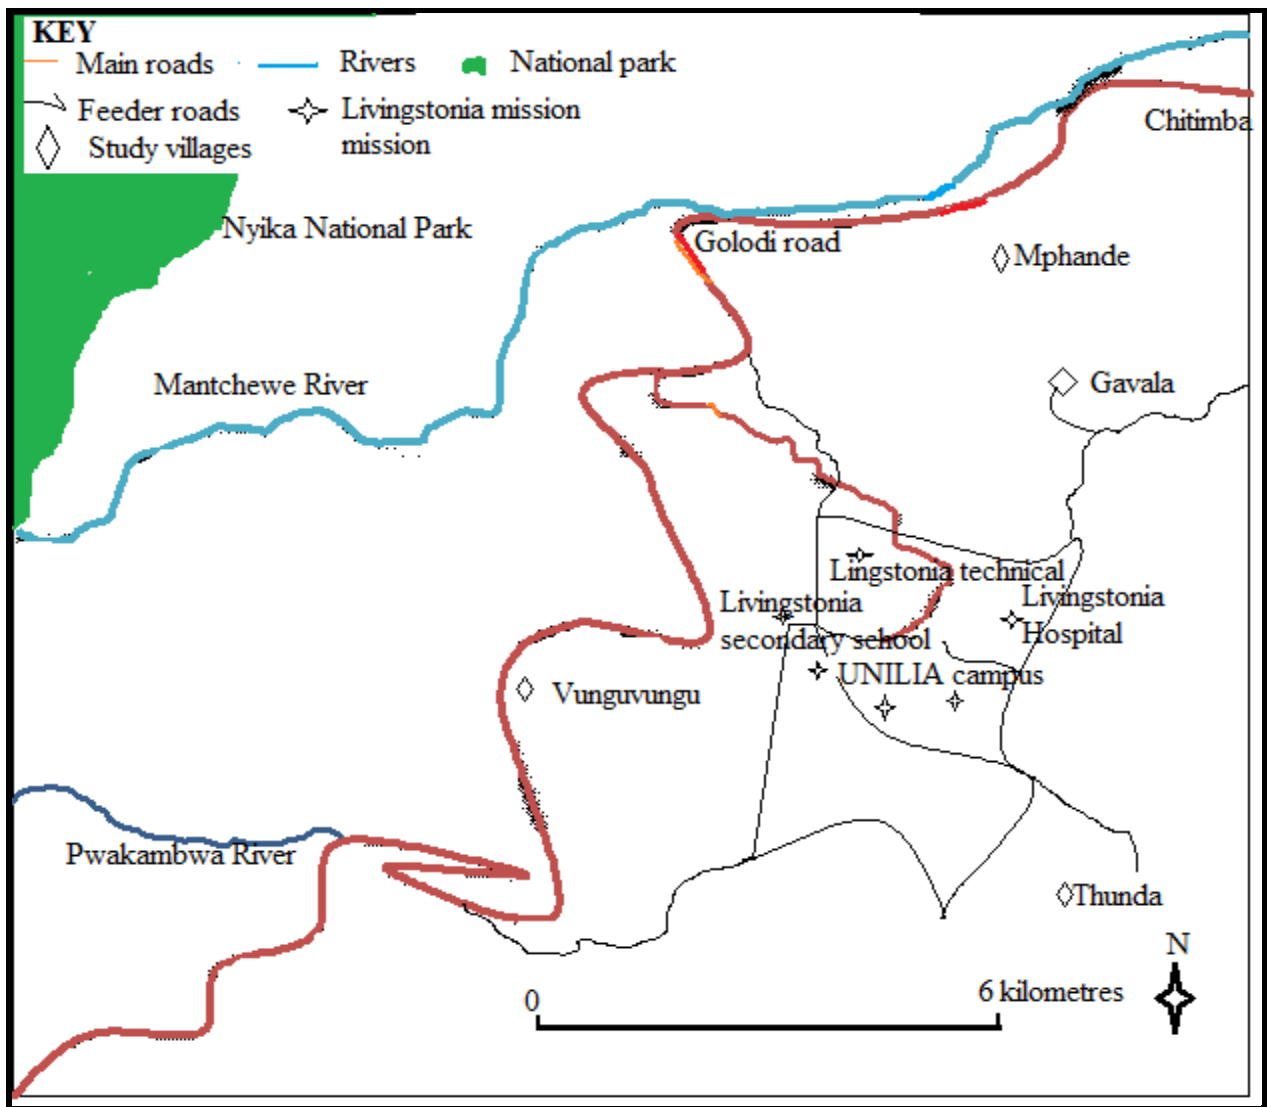 KEY
Main roads
Rivers
National park
Feeder roads
Livingstonia mission
mission
Study villages
Chitimba
Nyika National Park
Golodi road
Mphande
Mantchewe River
Gavala
Lingstonia technical
Livingstonia
secondary school
Livingstonia
Hospital
UNILIA campus
Vunguvungu
Pwakambwa River
Thunda
N
0
6 kilometres